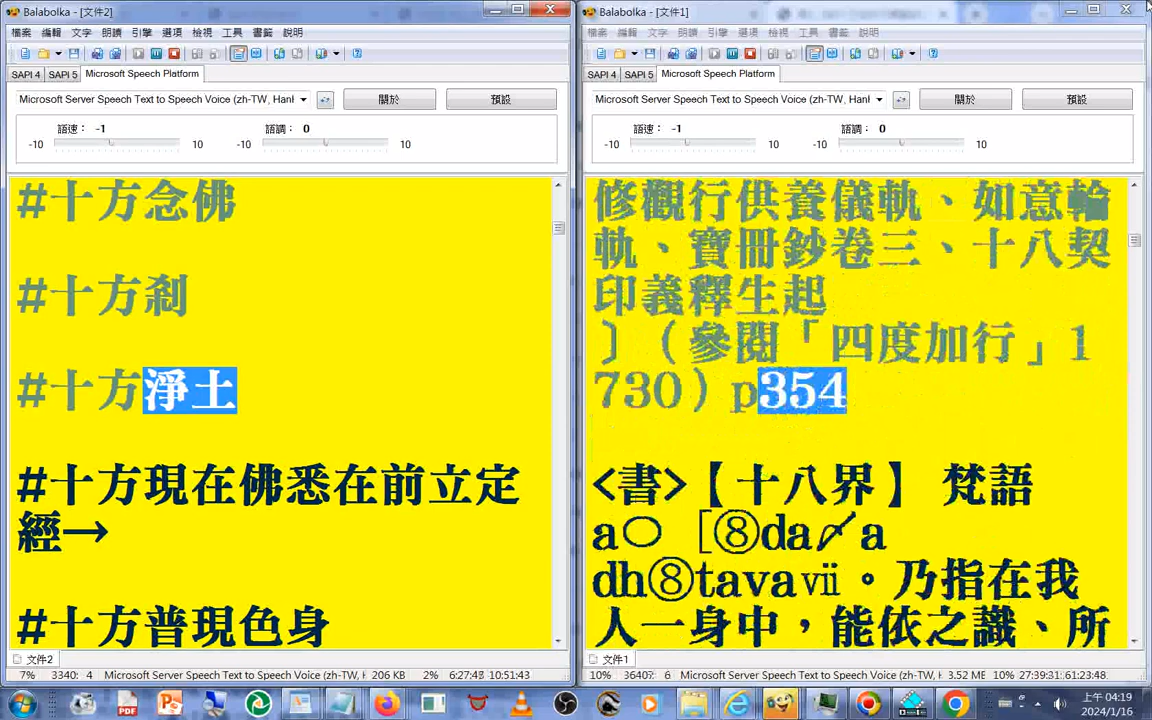 Balabolka - [文件2]
檔案 編輯 文字 朗讀 引擎 選項 檢視 工具 書籤 說明
SAPI 4 SAPI 5 Microsoft Speech Platform
Microsoft Server Speech Text to Speech Voice (zh-TW, Hanl
關於
預設
語速： -1 語調： 0
-10 10 -10 10
#十方念佛
#十方剎
#十方淨土
#十方現在佛悉在前立定
經→
#十方普現色身
文件2
7% 3340: 4 Microsoft Speech Platform Microsoft Server Speech Text to Speech Voice (zh-TW, H 206 KB 2% 6:27:47 10:51:43
Balabolka - [文件1]
檔案 編輯 文字 朗讀 引擎 選項 檢視 工具 書籤 說明
SAPI 4 SAPI 5 Microsoft Speech Platform
Microsoft Server Speech Text to Speech Voice (zh-TW, Hanl
關於
預設
語速： -1 語調： 0
-10 10 -10 10
修觀行供養儀軌、如意輪
軌、寶冊鈔卷三、十八契
印義釋生起
〕（參閱「四度加行」1
730）p354
<書>【十八界】 梵語
a○ [⑧da〆a
dh⑧tavaⅶ。乃指在我
人一身中，能依之識、所
文件1
10% 36407: 6 Microsoft Server Speech Text to Speech Voice (zh-TW, H 3.52 MB 10% 27:39:31 61:23:48
上午 04:19
2024/1/16